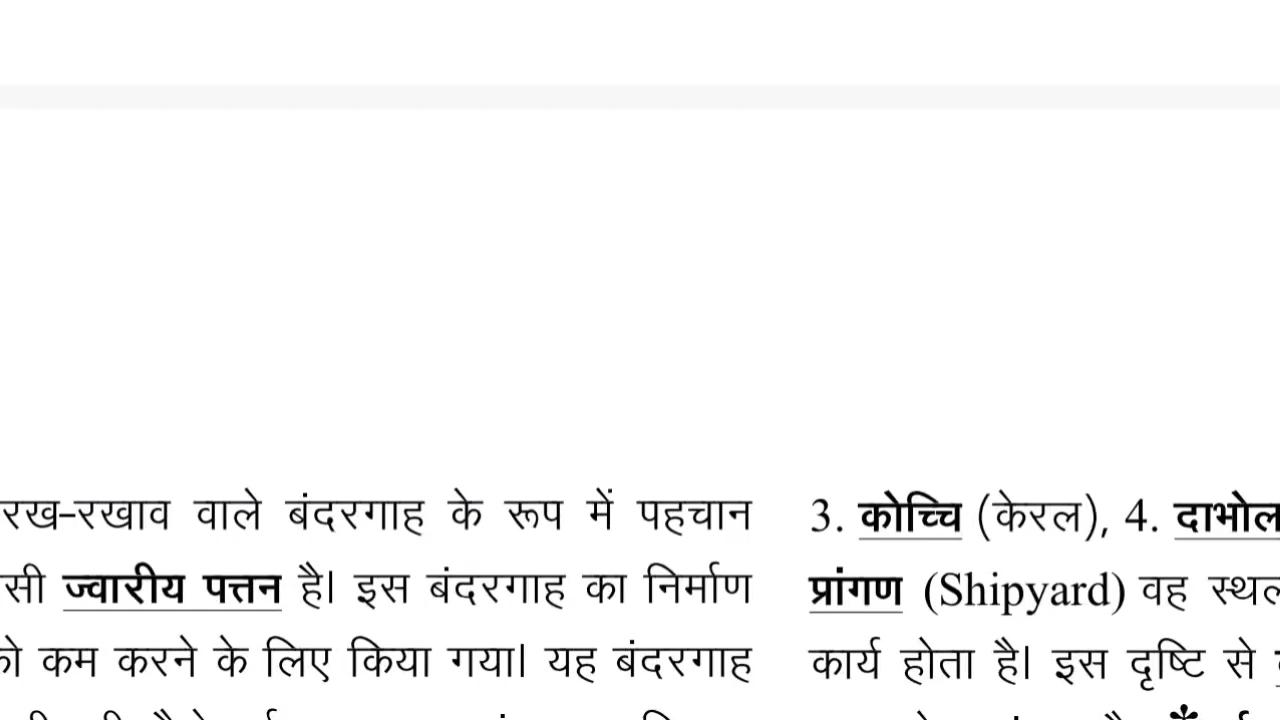 रख-रखाव वाले बंदरगाह के रूप में पहचान
सी ज्वारीय पत्तन है। इस बंदरगाह का निर्माण
कम करने के लिए किया गया। यह बंदरगाह
3. कोच्चि (केरल), 4. दाभोल
प्रांगण (Shipyard) वह स्थल
कार्य होता है। इस दृष्टि से